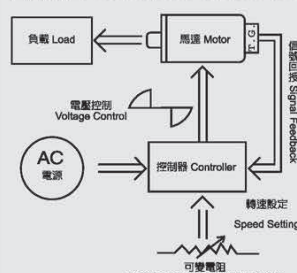 負載 Load
馬達 Motor
T.G.
信號回授 Signal Feedback
電壓控制
Voltage Control
AC
電源
控制器 Controller
轉速設定
Speed Setting
可變電阻